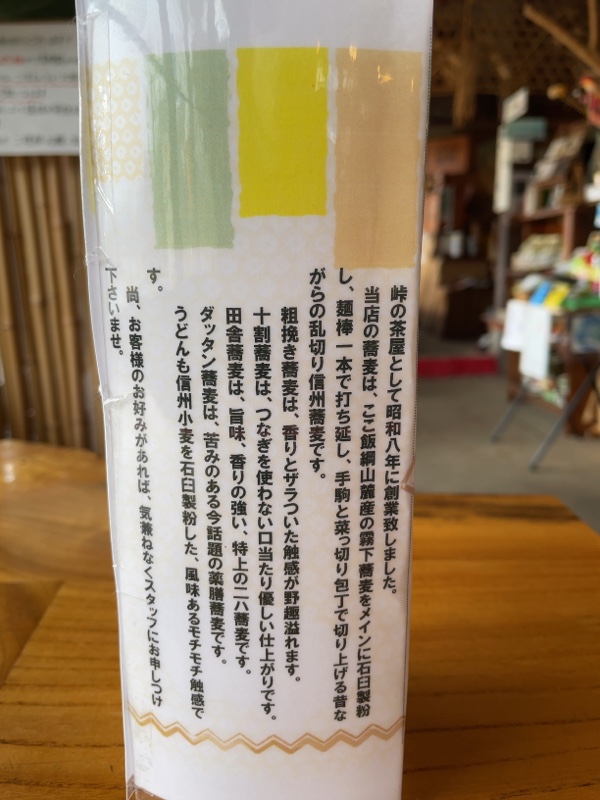 峠の茶屋として昭和八年に創業致しました。
当店の蕎麦は、ここ飯綱山麓産の霧下蕎麦をメインに石臼製粉
し、麺棒一本で打ち延し、手駒と菜っ切り包丁で切り上げる昔な
がらの乱切り信州蕎麦です。
粗挽き蕎麦は、香りとザラついた触感が野趣溢れます。
十割蕎麦は、つなぎを使わない口当たり優しい仕上がりです。
田舎蕎麦は、旨味、香りの強い、特上の二八蕎麦です。
ダッタン蕎麦は、苦みのある今話題の薬膳蕎麦です。
うどんも信州小麦を石臼製粉した、風味あるモチモチ触感で
す。
尚、お客様のお好みがあれば、気兼ねなくスタッフにお申しつけ
下さいませ。